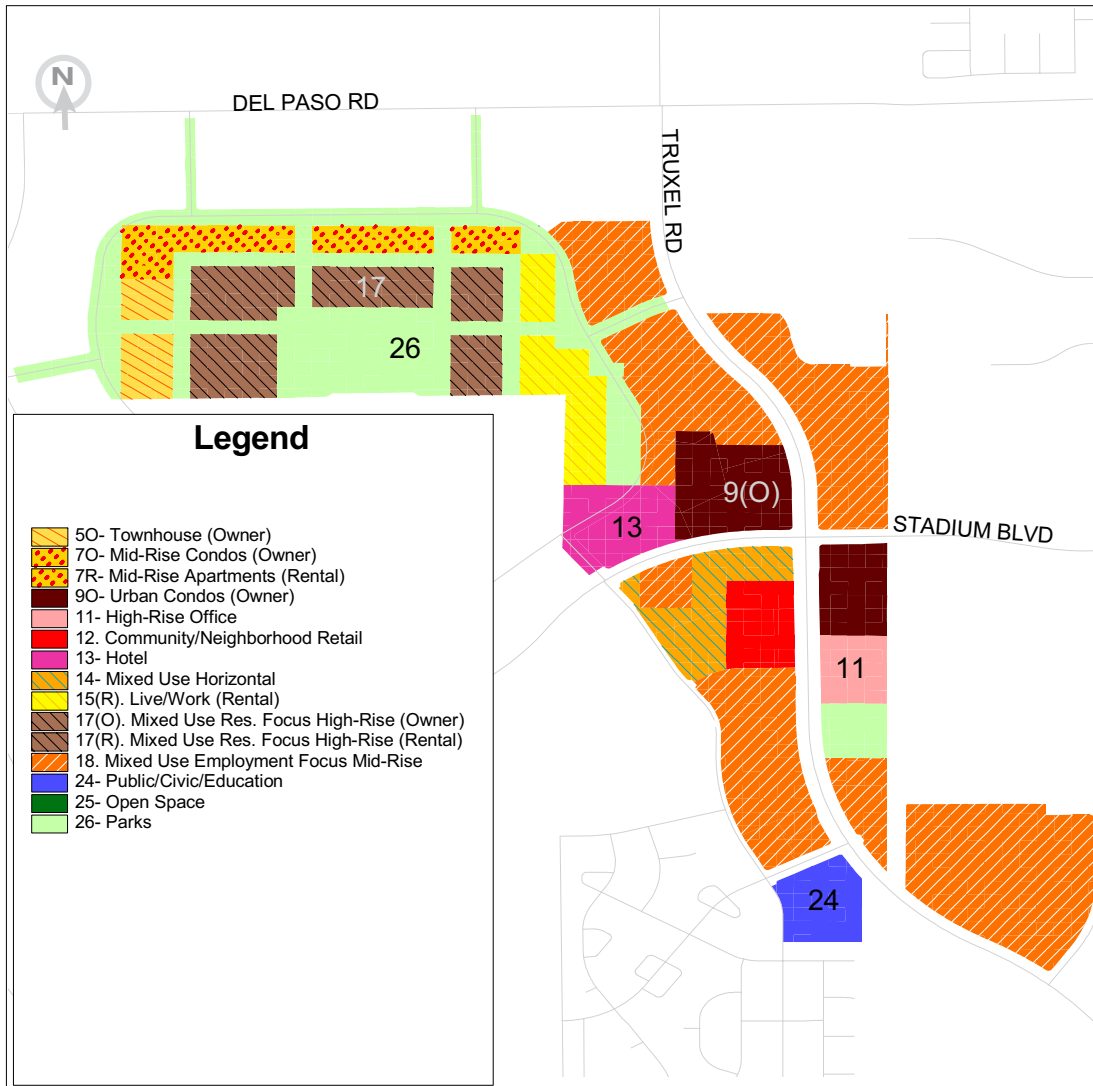 N
DEL PASO RD
TRUXEL RD
17
26
9(O)
13
STADIUM BLVD
11
24
Legend
5O- Townhouse (Owner)
7O- Mid-Rise Condos (Owner)
7R- Mid-Rise Apartments (Rental)
9O- Urban Condos (Owner)
11- High-Rise Office
12. Community/Neighborhood Retail
13- Hotel
14- Mixed Use Horizontal
15(R). Live/Work (Rental)
17(O). Mixed Use Res. Focus High-Rise (Owner)
17(R). Mixed Use Res. Focus High-Rise (Rental)
18. Mixed Use Employment Focus Mid-Rise
24- Public/Civic/Education
25- Open Space
26- Parks